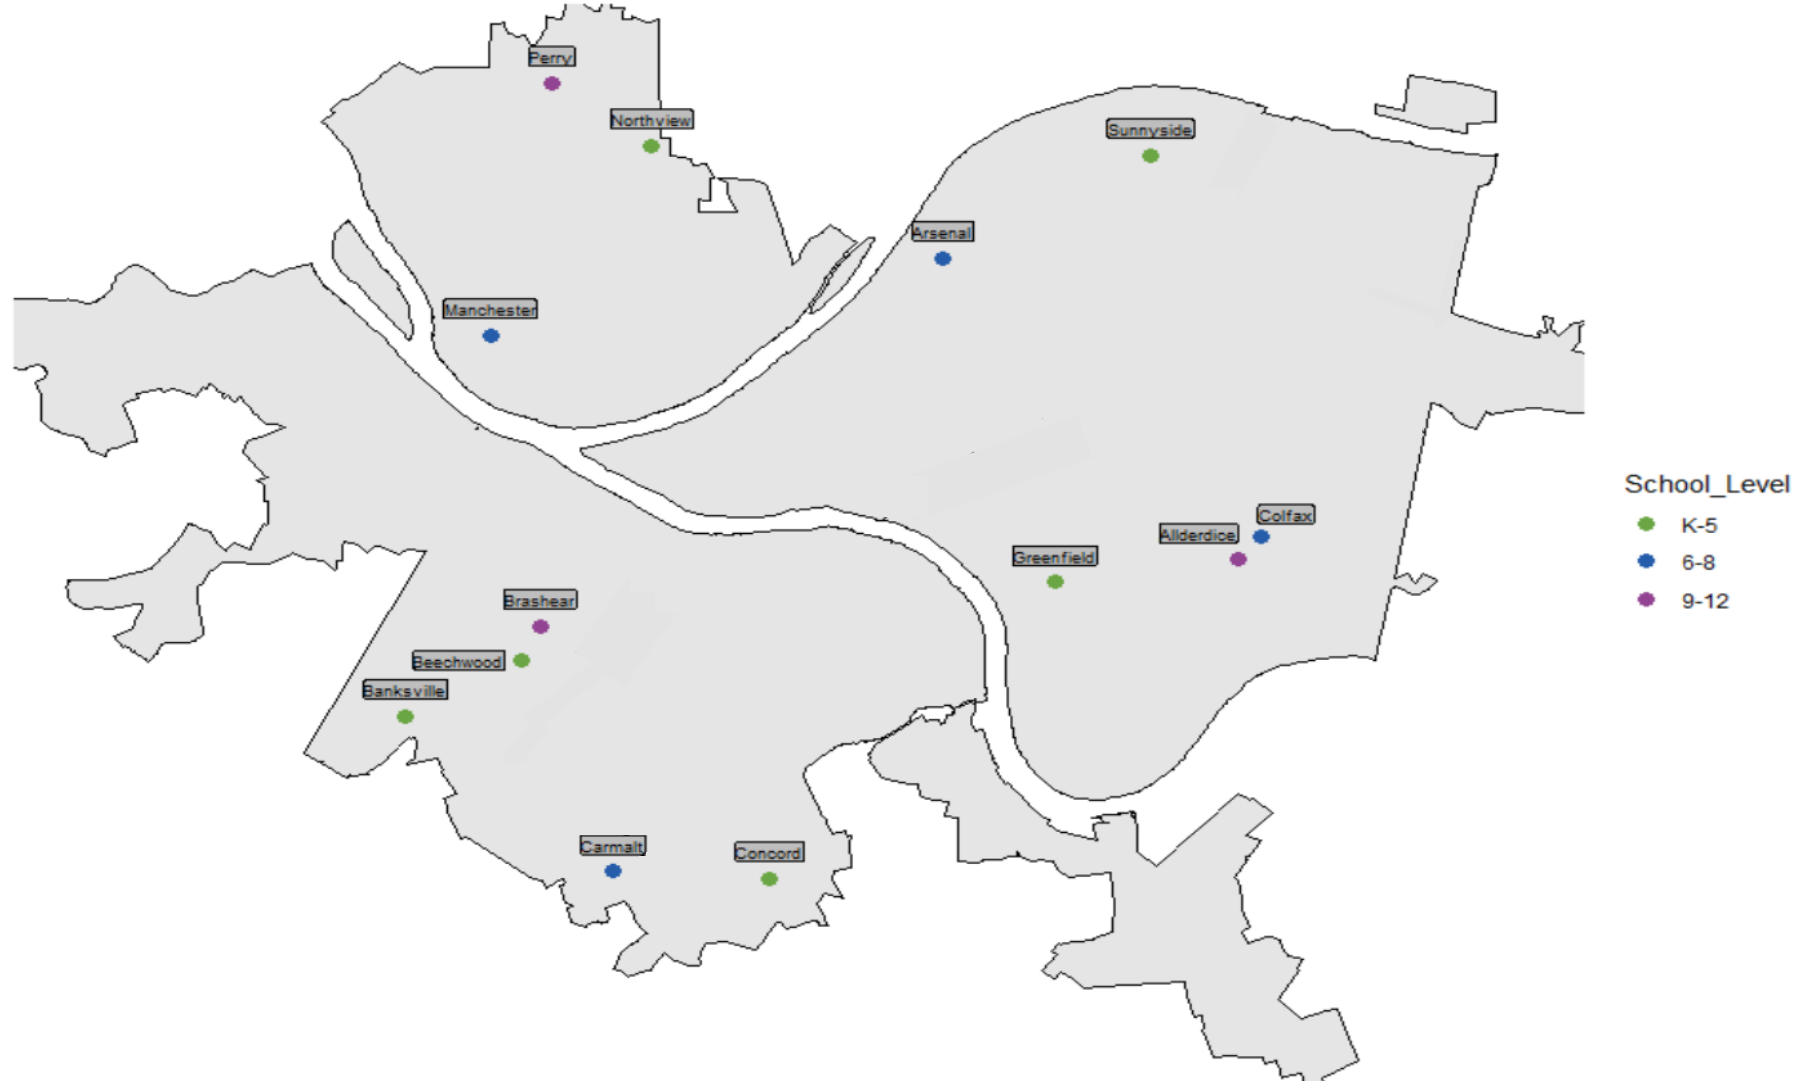 Perry
Northview
Sunnyside
Arsenal
Manchester
Colfax
Allderdice
Greenfield
Brashear
Beechwood
Banksville
Carmalt
Concord
School_Level
K-5
6-8
9-12